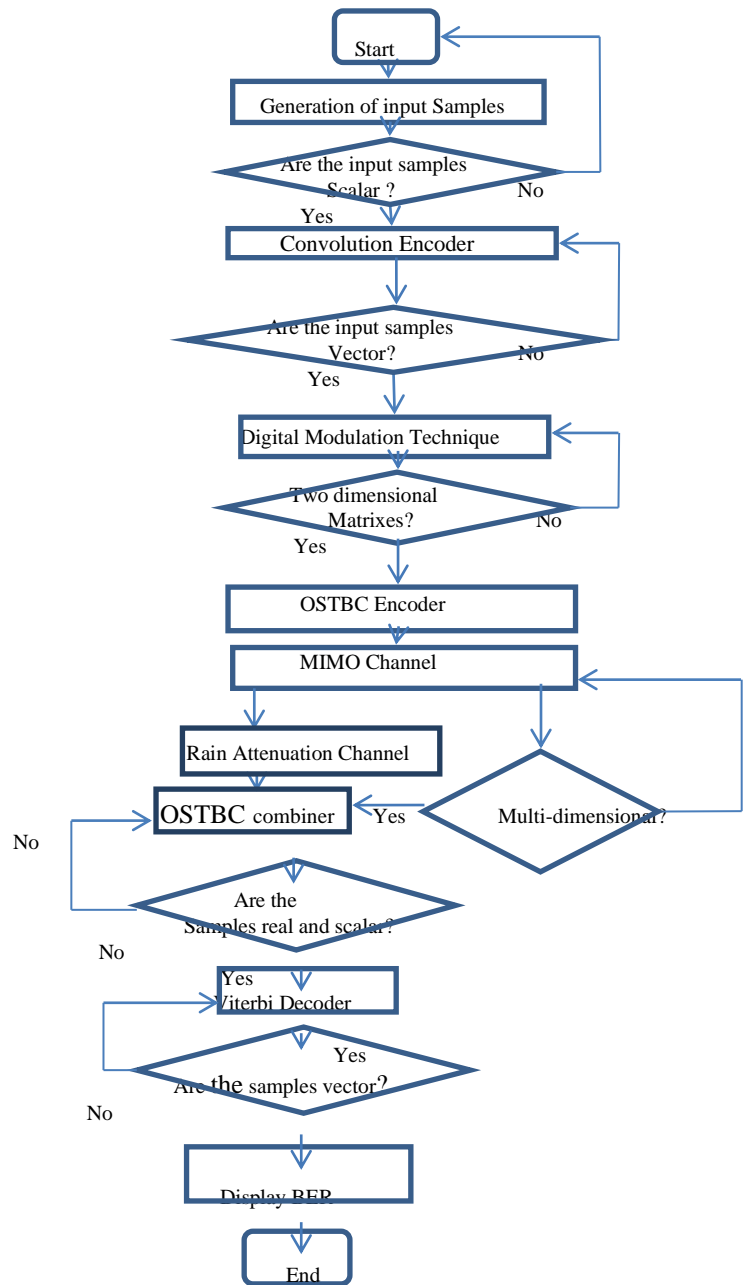 Start
Generation of input Samples
Are the input samples
Scalar ?
No
Yes
Convolution Encoder
Are the input samples
Vector?
No
Yes
Digital Modulation Technique
Two dimensional
Matrixes?
No
Yes
OSTBC Encoder
MIMO Channel
Rain Attenuation Channel
OSTBC combiner
Yes
Multi-dimensional?
No
Are the
Samples real and scalar?
No
Yes
Viterbi Decoder
Yes
Are the samples vector?
No
Display BER
End